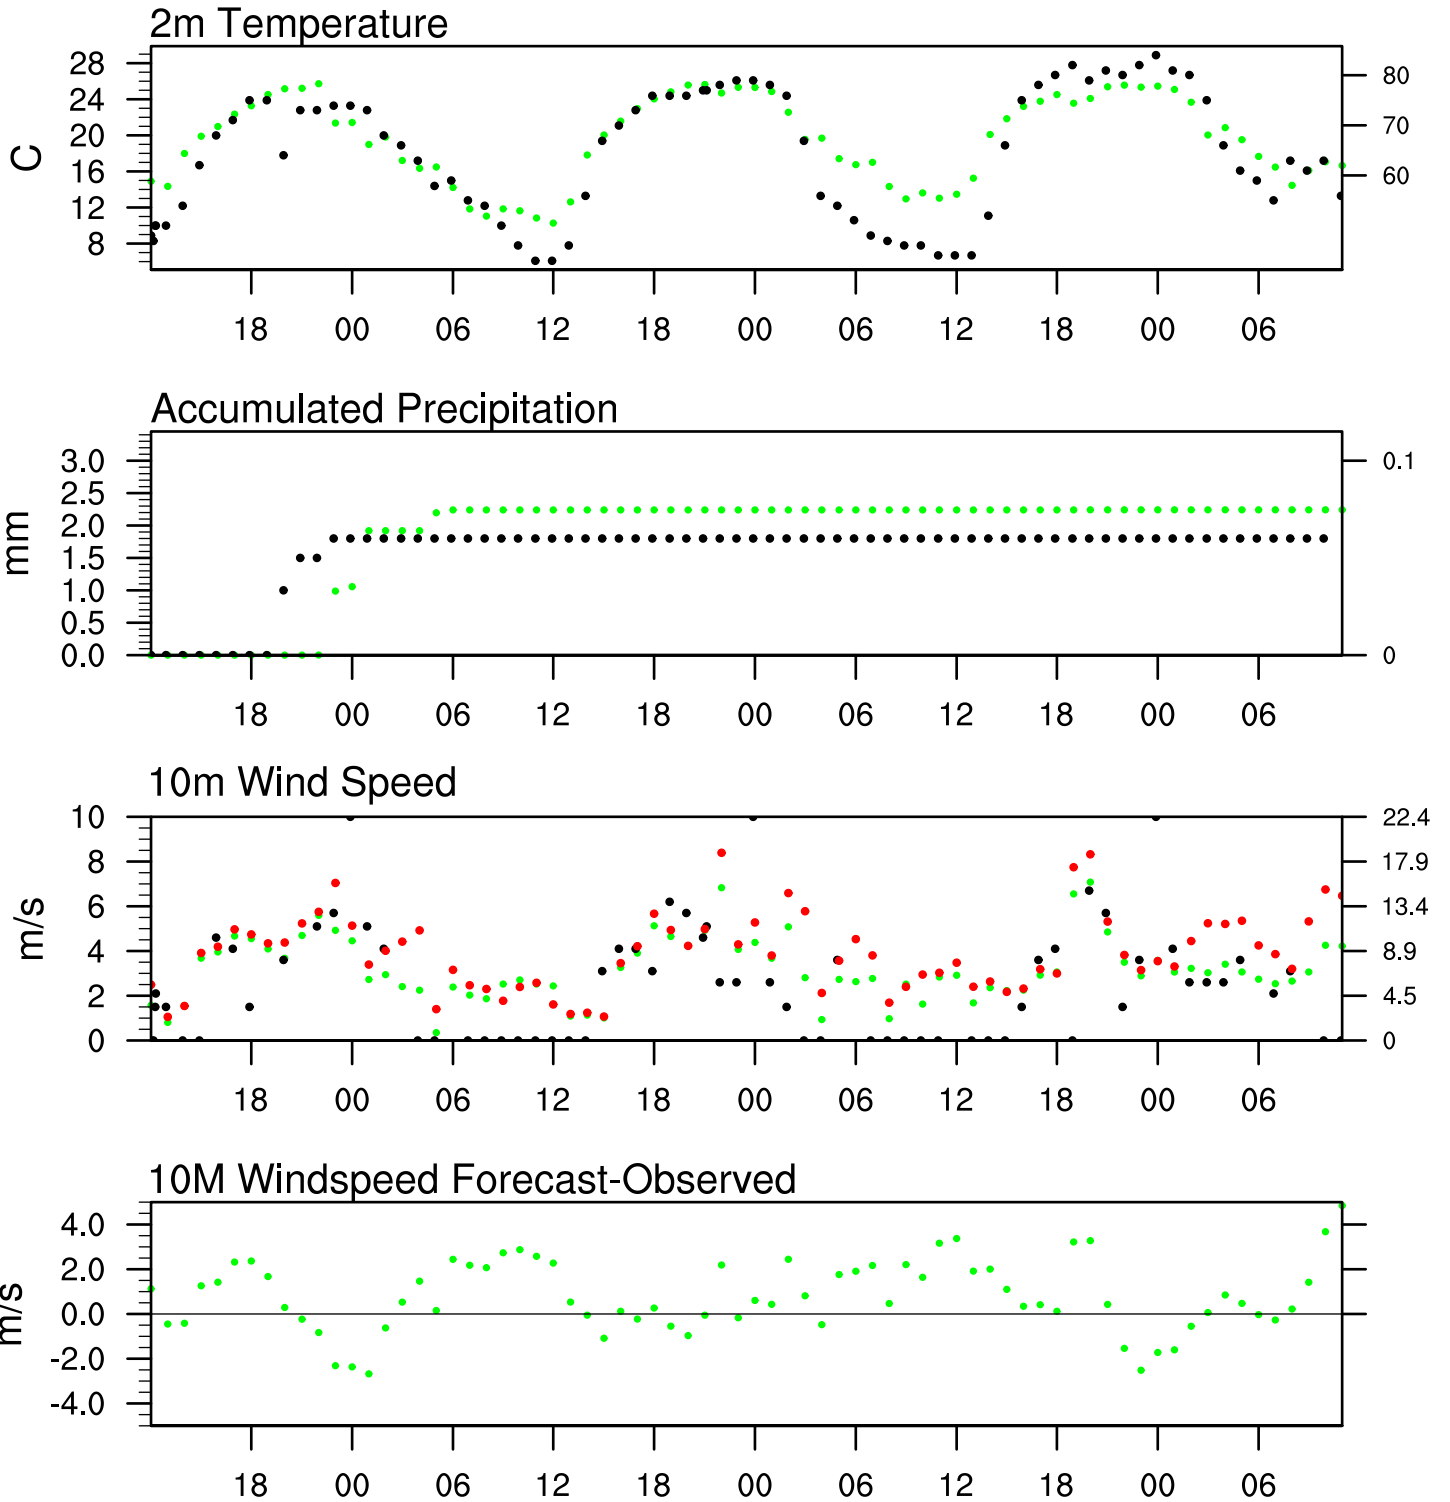 2m Temperature
28
24
20
16
12
8
C
80
70
60
18 00 06 12 18 00 06 12 18 00 06
Accumulated Precipitation
3.0
2.5
2.0
1.5
1.0
0.5
0.0
mm
0.1
0
18 00 06 12 18 00 06 12 18 00 06
10m Wind Speed
10
8
6
4
2
0
m/s
22.4
17.9
13.4
8.9
4.5
0
18 00 06 12 18 00 06 12 18 00 06
10M Windspeed Forecast-Observed
4.0
2.0
0.0
-2.0
-4.0
m/s
18 00 06 12 18 00 06 12 18 00 06